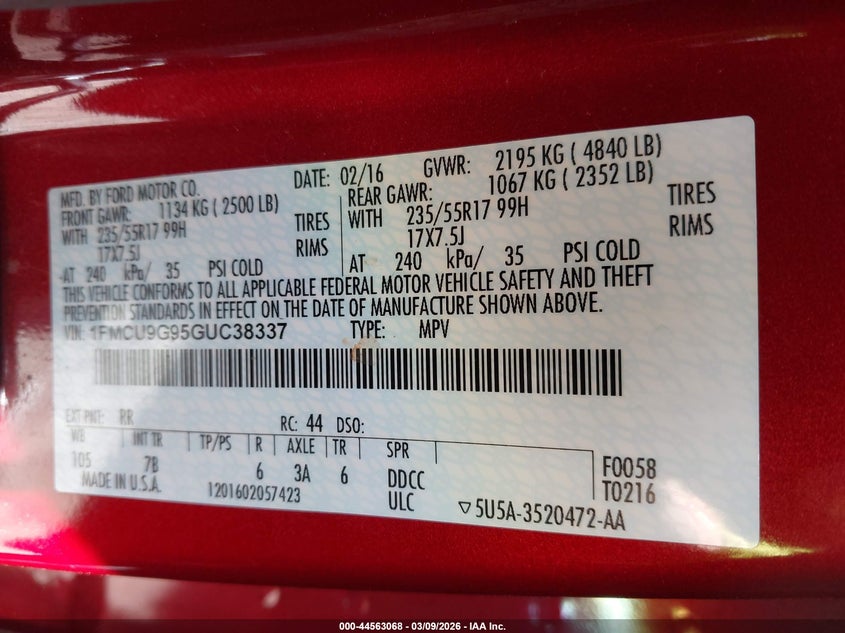 MFD. BY FORD MOTOR CO. DATE: 02/16 GVWR: 2195 KG ( 4840 LB)
FRONT GAWR: 1134 KG ( 2500 LB) REAR GAWR: 1067 KG ( 2352 LB)
WITH 235/55R17 99H TIRES WITH 235/55R17 99H TIRES
17X7.5J RIMS 17X7.5J RIMS
AT 240 kPa/ 35 PSI COLD AT 240 kPa/ 35 PSI COLD
THIS VEHICLE CONFORMS TO ALL APPLICABLE FEDERAL MOTOR VEHICLE SAFETY AND THEFT
PREVENTION STANDARDS IN EFFECT ON THE DATE OF MANUFACTURE SHOWN ABOVE.
VIN: 1FMCU9G95GUC38337 TYPE: MPV
EXT PNT: RR RC: 44 DSO:
WB INT TR TP/PS R AXLE TR SPR
105 7B 6 3A 6 DDCC F0058
MADE IN U.S.A. 1201602057423 ULC T0216
▽5U5A-3520472-AA
000-44563068 - 03/09/2026 - IAA Inc.